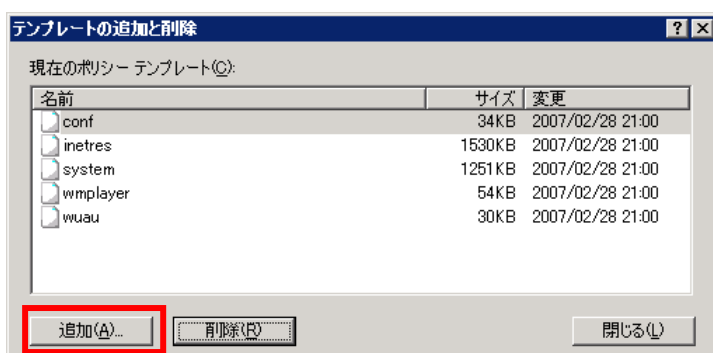 テンプレートの追加と削除
現在のポリシー テンプレート(C):
名前 サイズ 変更
conf 34KB 2007/02/28 21:00
inetres 1530KB 2007/02/28 21:00
system 1251KB 2007/02/28 21:00
wmplayer 54KB 2007/02/28 21:00
wuau 30KB 2007/02/28 21:00
追加(A)... 削除(R) 閉じる(L)